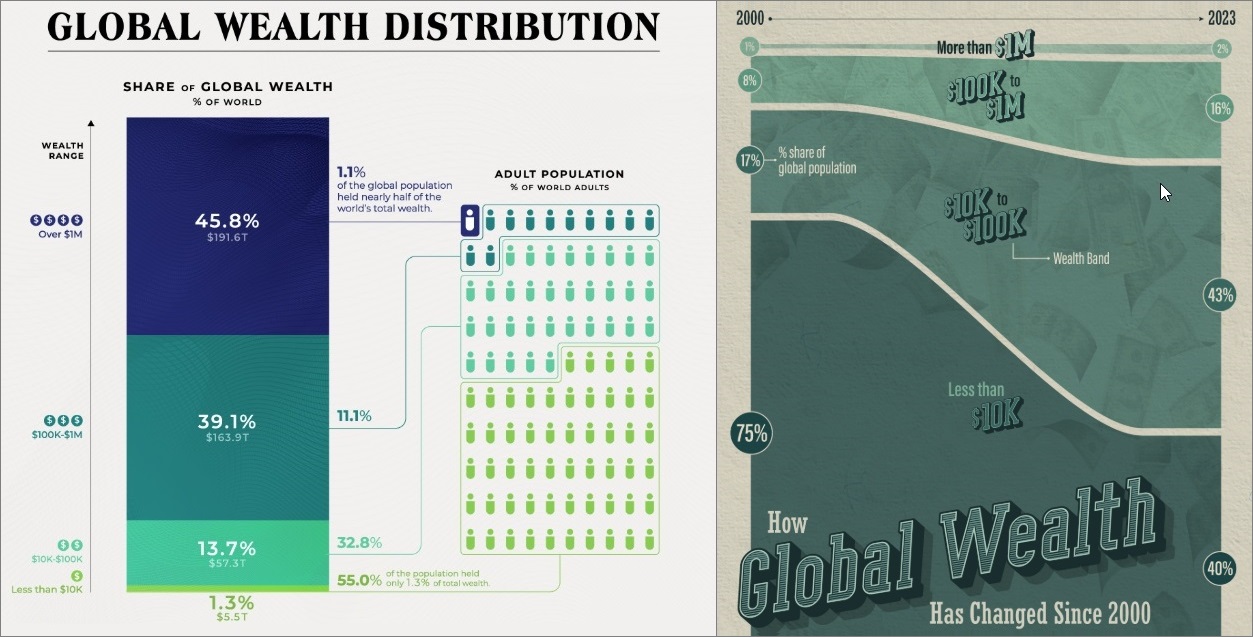 GLOBAL WEALTH DISTRIBUTION
SHARE OF GLOBAL WEALTH
% OF WORLD
WEALTH
RANGE
Over $1M
45.8%
$191.6T
$100K-$1M
39.1%
$163.9T
$10K-$100K
13.7%
$57.3T
Less than $10K
1.3%
$5.5T
1.1%
of the global population
held nearly half of the
world's total wealth.
11.1%
32.8%
55.0% of the population held
only 1.3% of total wealth.
ADULT POPULATION
% OF WORLD ADULTS
2000
2023
1%
More than $1M
2%
8%
$100K to
$1M
16%
17%
% share of
global population
$10K to
$100K
Wealth Band
43%
Less than
$10K
75%
40%
How
Global Wealth
Has Changed Since 2000